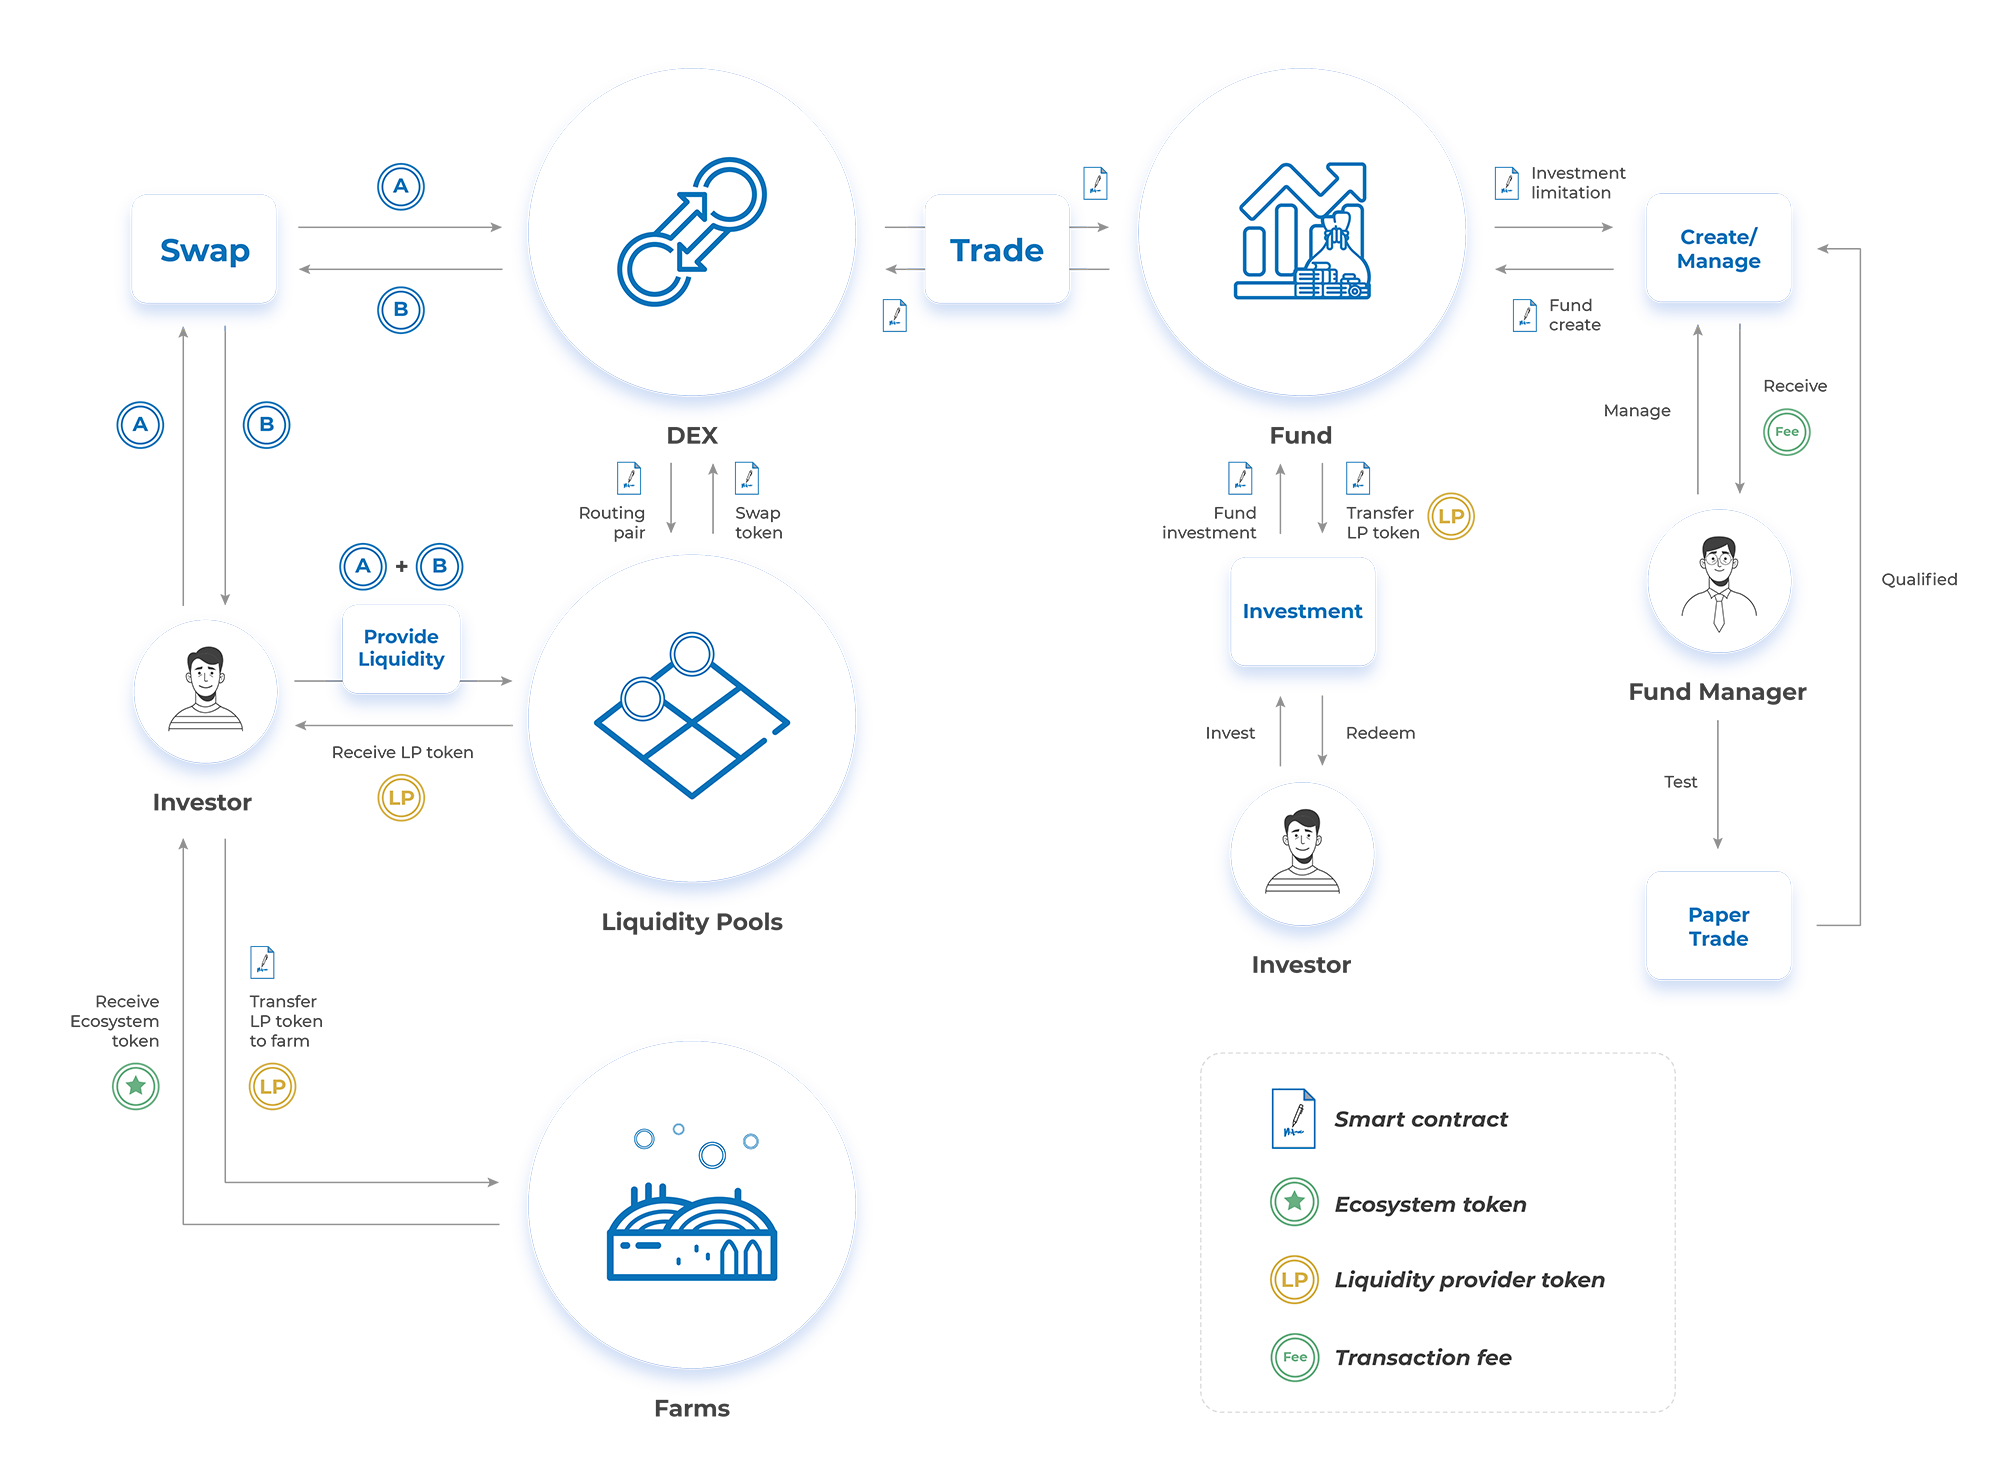 A
Swap
B
A
B
DEX
Trade
Fund
Investment
limitation
Create/
Manage
Fund
create
Manage
Receive
Fee
Qualified
Routing
pair
Swap
token
Fund
investment
Transfer
LP token
LP
A + B
Provide
Liquidity
Receive LP token
LP
Investor
Liquidity Pools
Investment
Invest
Redeem
Investor
Fund Manager
Test
Paper
Trade
Receive
Ecosystem
token
Transfer
LP token
to farm
LP
Farms
Smart contract
Ecosystem token
LP
Liquidity provider token
Fee
Transaction fee